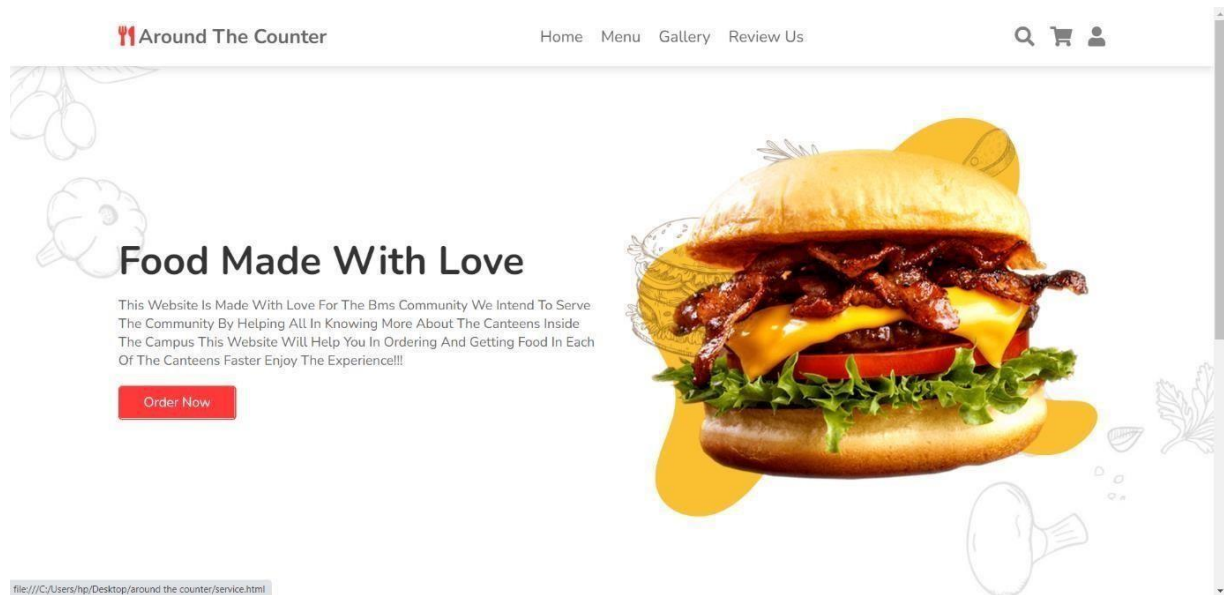 Around The Counter
Home Menu Gallery Review Us
Food Made With Love
This Website Is Made With Love For The Bms Community We Intend To Serve
The Community By Helping All In Knowing More About The Canteens Inside
The Campus This Website Will Help You In Ordering And Getting Food In Each
Of The Canteens Faster Enjoy The Experience!!!
Order Now
file:///C:/Users/hp/Desktop/around the counter/service.html